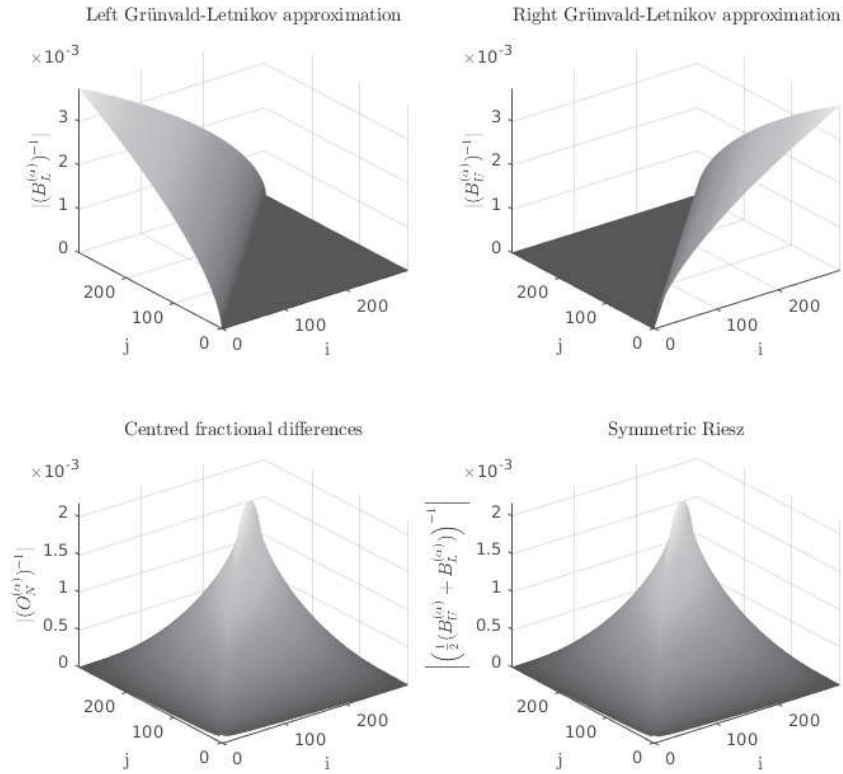 Left Grünvald-Letnikov approximation
×10⁻³
3
2
1
0
|(B_L^{(α)})^{-1}|
200
100
0
j
0
100
200
i
Right Grünvald-Letnikov approximation
×10⁻³
3
2
1
0
|(B_U^{(α)})^{-1}|
200
100
0
j
0
100
200
i
Centred fractional differences
×10⁻³
2
1.5
1
0.5
0
|(O_N^{(α)})^{-1}|
200
100
0
j
0
100
200
i
Symmetric Riesz
×10⁻³
2
1.5
1
0.5
0
|(½(B_U^{(α)} + B_L^{(α)}))^{-1}|
200
100
0
j
0
100
200
i